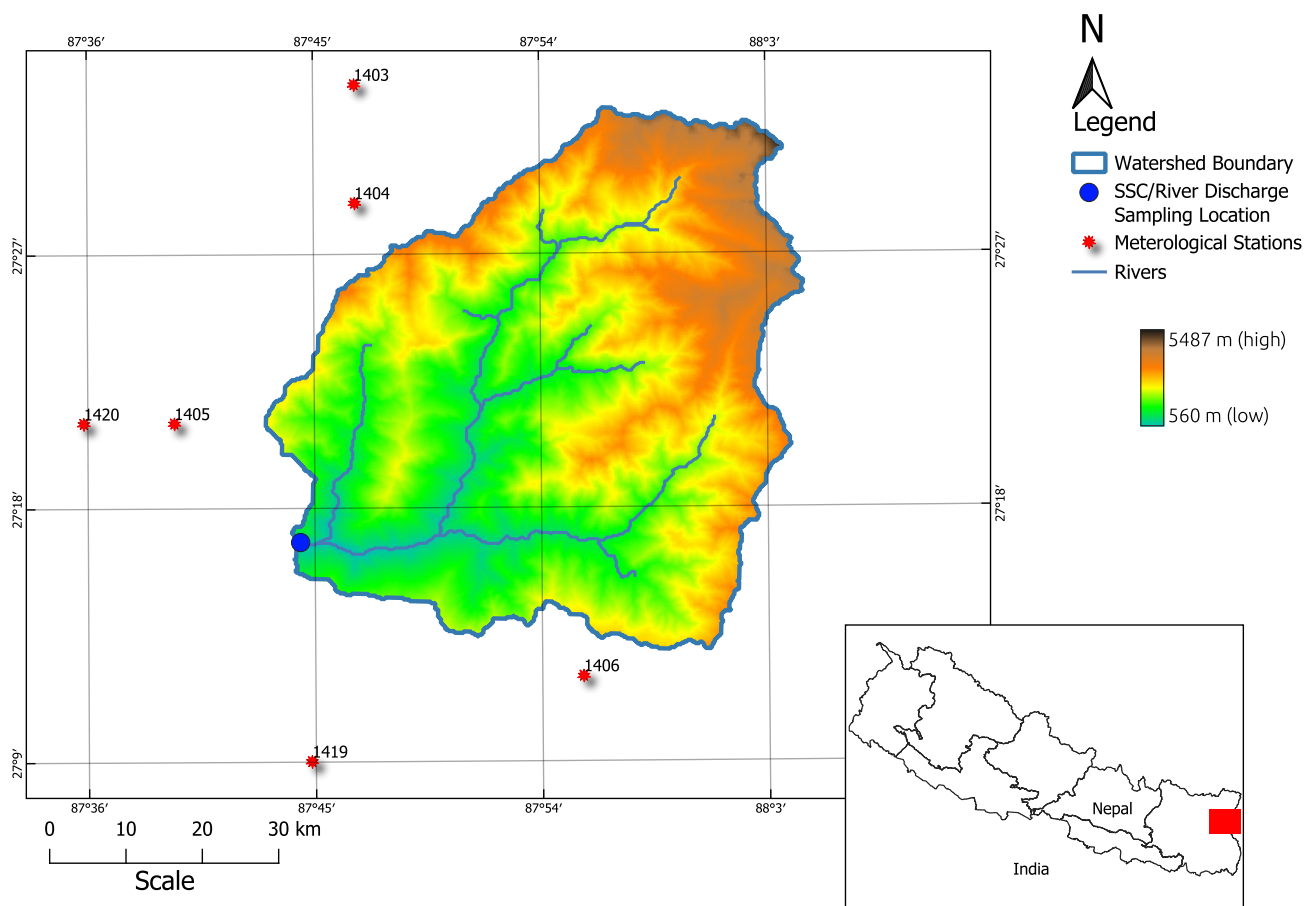 87°36′ 87°45′ 87°54′ 88°3′
N
Legend
Watershed Boundary
SSC/River Discharge
Sampling Location
Meterological Stations
Rivers
5487 m (high)
560 m (low)
1403
1404
27°27′ 27°27′
1420 1405
27°18′ 27°18′
1406
1419
27°9′
87°36′ 87°45′ 87°54′ 88°3′
0 10 20 30 km
Scale
Nepal
India